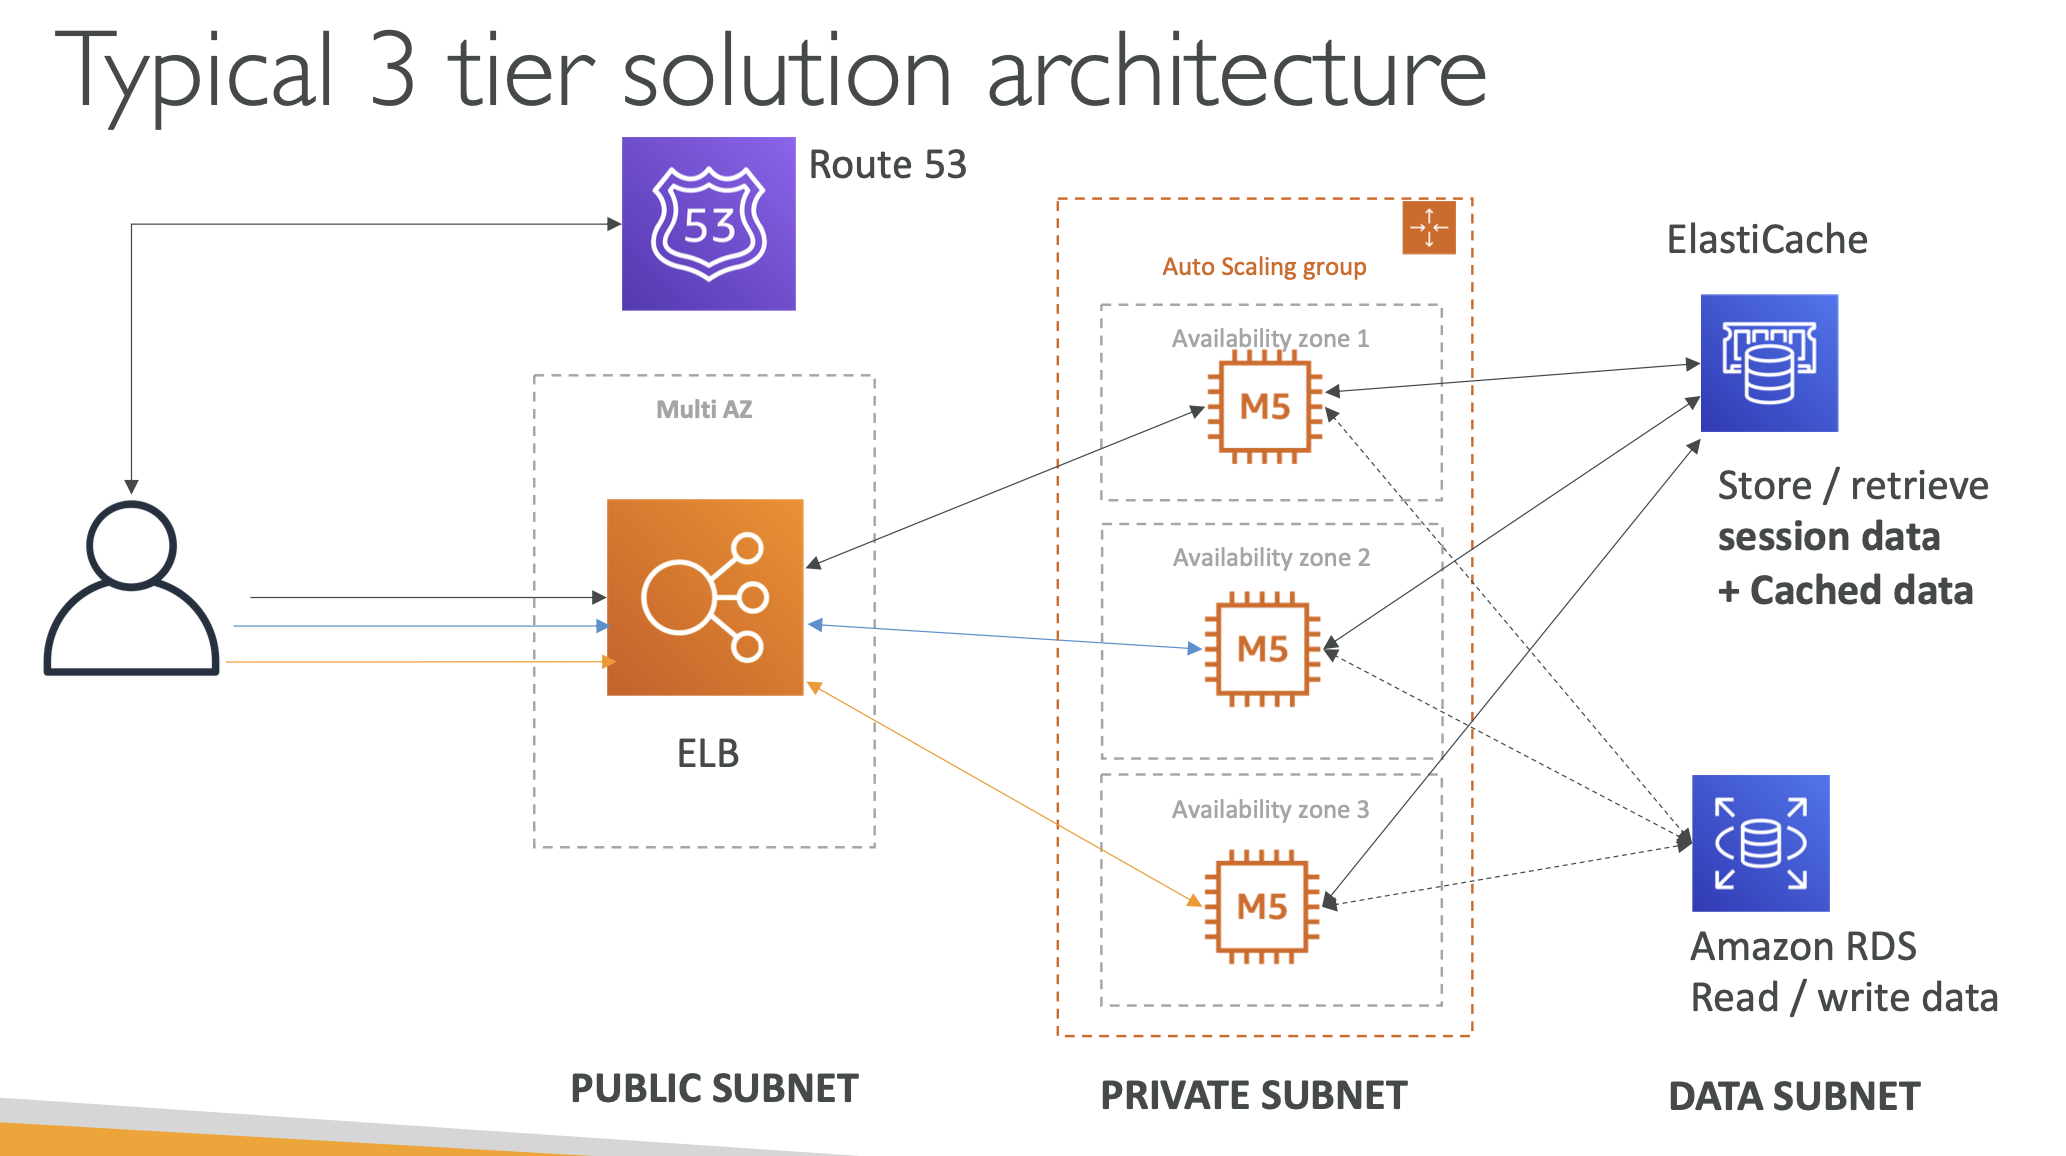 Typical 3 tier solution architecture
Route 53
53
Auto Scaling group
ElastiCache
Availability zone 1
M5
Multi AZ
Store / retrieve
session data
+ Cached data
Availability zone 2
M5
ELB
Availability zone 3
M5
Amazon RDS
Read / write data
PUBLIC SUBNET
PRIVATE SUBNET
DATA SUBNET